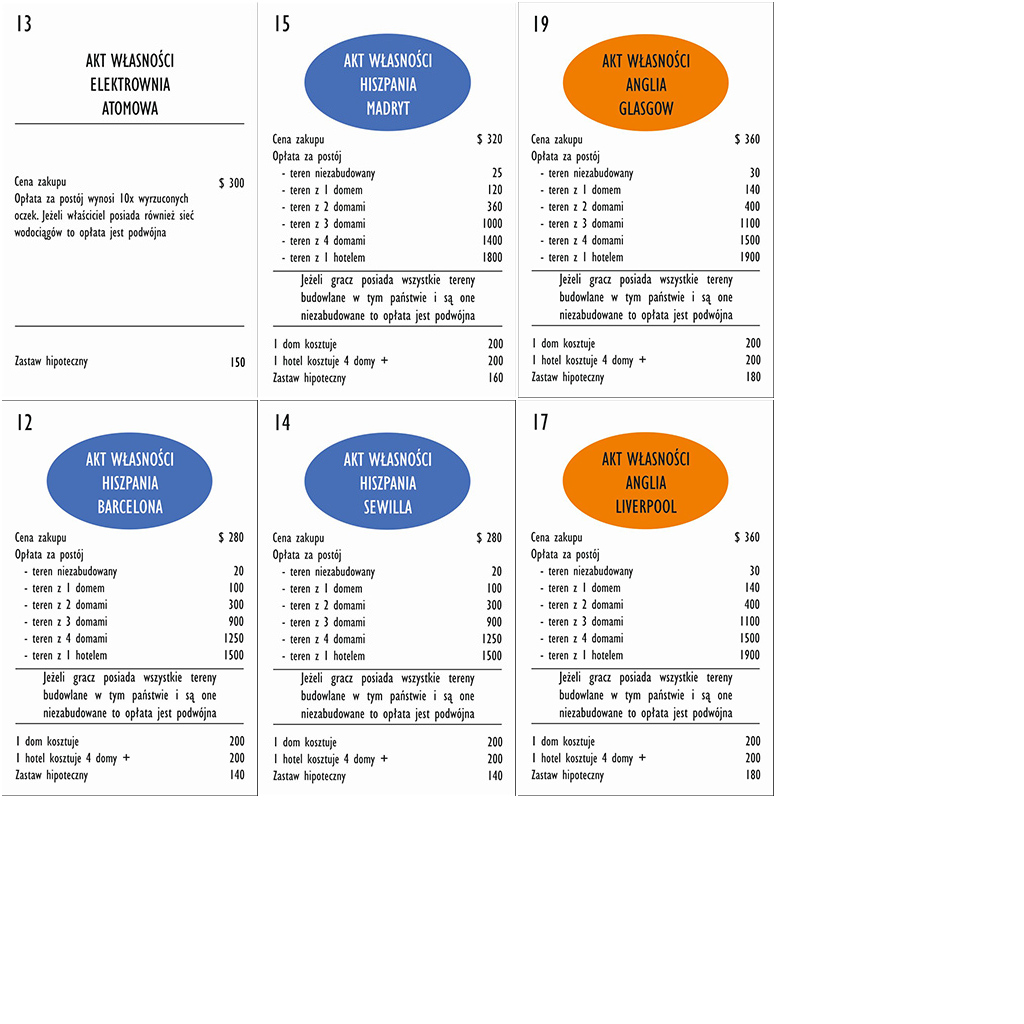 13
AKT WŁASNOŚCI
ELEKTROWNIA
ATOMOWA
Cena zakupu $ 300
Opłata za postój wynosi 10x wyrzuconych
oczek. Jeżeli właściciel posiada również sieć
wodociągów to opłata jest podwójna
Zastaw hipoteczny 150
15
AKT WŁASNOŚCI
HISZPANIA
MADRYT
Cena zakupu $ 320
Opłata za postój
- teren niezabudowany 25
- teren z 1 domem 120
- teren z 2 domami 360
- teren z 3 domami 1000
- teren z 4 domami 1400
- teren z 1 hotelem 1800
Jeżeli gracz posiada wszystkie tereny
budowlane w tym państwie i są one
niezabudowane to opłata jest podwójna
1 dom kosztuje 200
1 hotel kosztuje 4 domy + 200
Zastaw hipoteczny 160
19
AKT WŁASNOŚCI
ANGLIA
GLASGOW
Cena zakupu $ 360
Opłata za postój
- teren niezabudowany 30
- teren z 1 domem 140
- teren z 2 domami 400
- teren z 3 domami 1100
- teren z 4 domami 1500
- teren z 1 hotelem 1900
Jeżeli gracz posiada wszystkie tereny
budowlane w tym państwie i są one
niezabudowane to opłata jest podwójna
1 dom kosztuje 200
1 hotel kosztuje 4 domy + 200
Zastaw hipoteczny 180
12
AKT WŁASNOŚCI
HISZPANIA
BARCELONA
Cena zakupu $ 280
Opłata za postój
- teren niezabudowany 20
- teren z 1 domem 100
- teren z 2 domami 300
- teren z 3 domami 900
- teren z 4 domami 1250
- teren z 1 hotelem 1500
Jeżeli gracz posiada wszystkie tereny
budowlane w tym państwie i są one
niezabudowane to opłata jest podwójna
1 dom kosztuje 200
1 hotel kosztuje 4 domy + 200
Zastaw hipoteczny 140
14
AKT WŁASNOŚCI
HISZPANIA
SEWILLA
Cena zakupu $ 280
Opłata za postój
- teren niezabudowany 20
- teren z 1 domem 100
- teren z 2 domami 300
- teren z 3 domami 900
- teren z 4 domami 1250
- teren z 1 hotelem 1500
Jeżeli gracz posiada wszystkie tereny
budowlane w tym państwie i są one
niezabudowane to opłata jest podwójna
1 dom kosztuje 200
1 hotel kosztuje 4 domy + 200
Zastaw hipoteczny 140
17
AKT WŁASNOŚCI
ANGLIA
LIVERPOOL
Cena zakupu $ 360
Opłata za postój
- teren niezabudowany 30
- teren z 1 domem 140
- teren z 2 domami 400
- teren z 3 domami 1100
- teren z 4 domami 1500
- teren z 1 hotelem 1900
Jeżeli gracz posiada wszystkie tereny
budowlane w tym państwie i są one
niezabudowane to opłata jest podwójna
1 dom kosztuje 200
1 hotel kosztuje 4 domy + 200
Zastaw hipoteczny 180